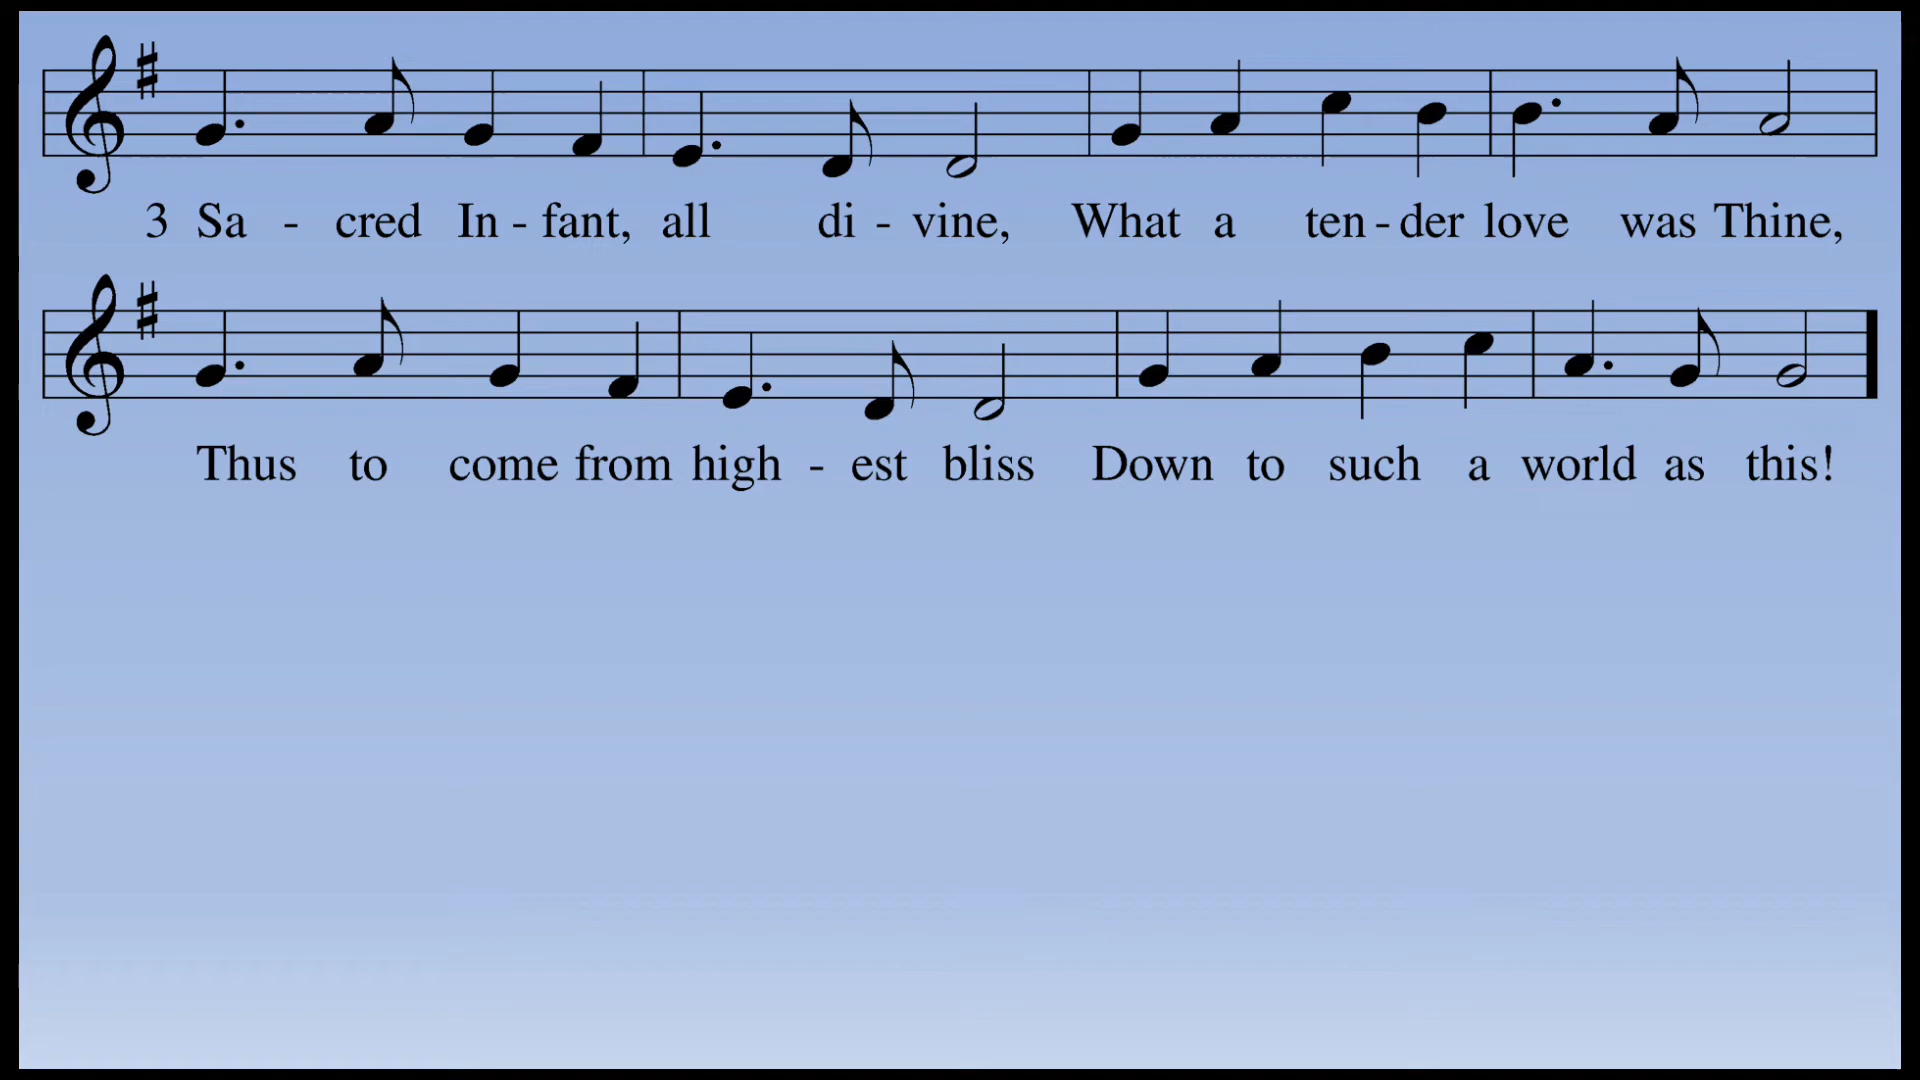 3 Sa - cred In - fant, all di - vine, What a ten - der love was Thine,
Thus to come from high - est bliss Down to such a world as this!